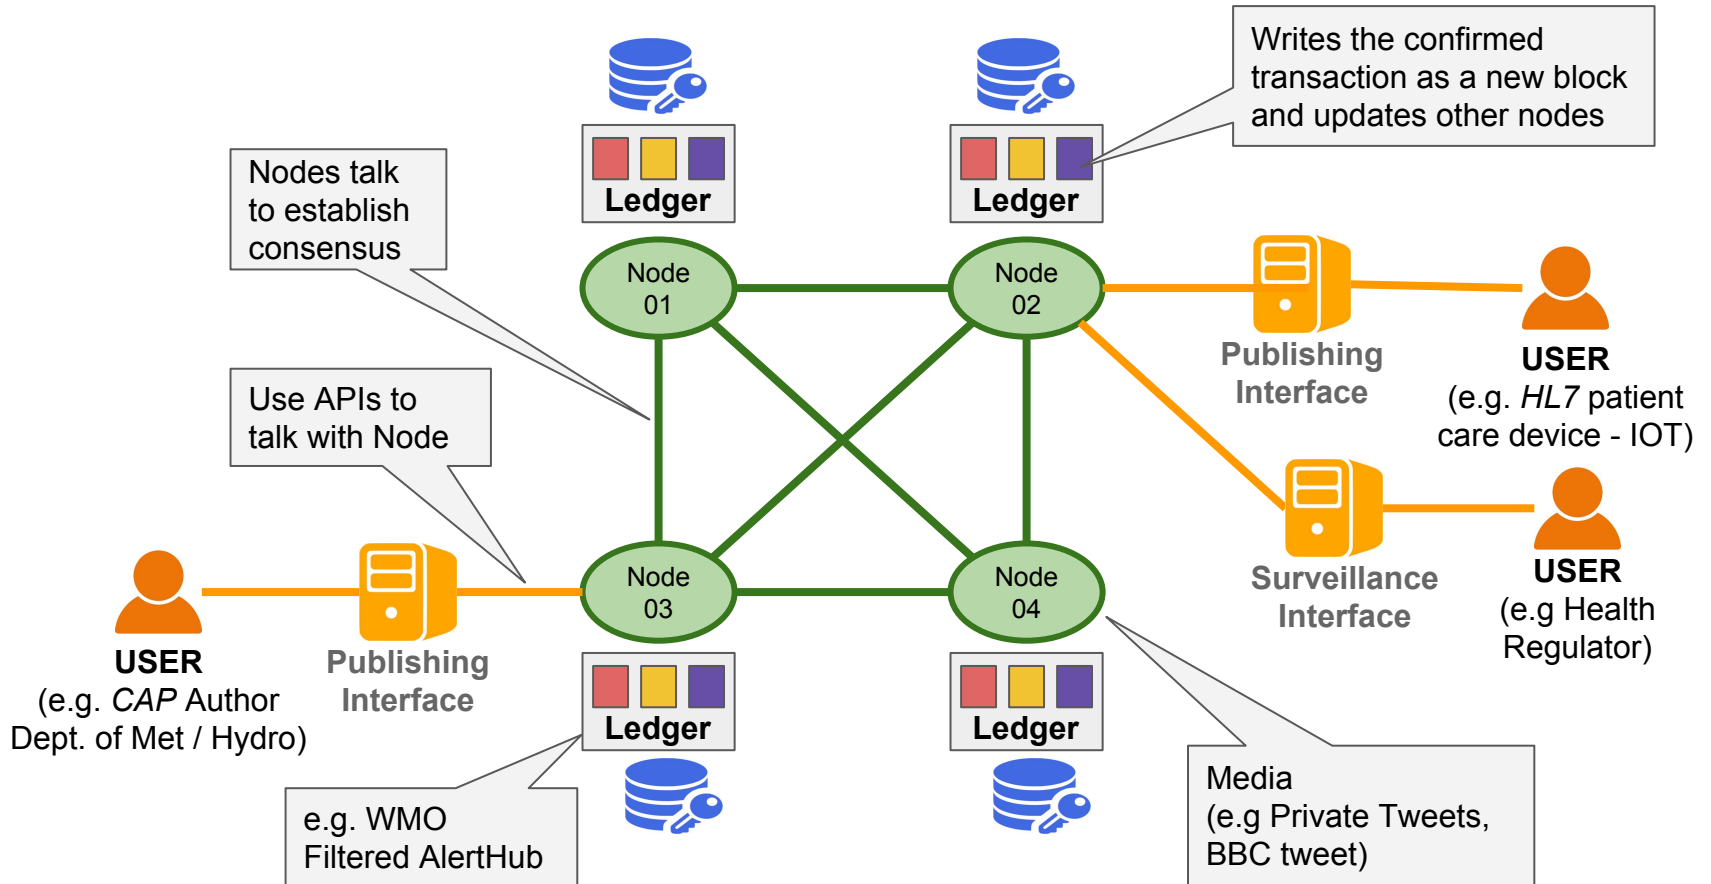 Writes the confirmed
transaction as a new block
and updates other nodes
Nodes talk
to establish
consensus
Ledger
Ledger
Node
01
Node
02
Publishing
Interface
USER
(e.g. HL7 patient
care device - IOT)
Use APIs to
talk with Node
Surveillance
Interface
USER
(e.g Health
Regulator)
Node
03
Node
04
USER
(e.g. CAP Author
Dept. of Met / Hydro)
Publishing
Interface
Ledger
Ledger
e.g. WMO
Filtered AlertHub
Media
(e.g Private Tweets,
BBC tweet)